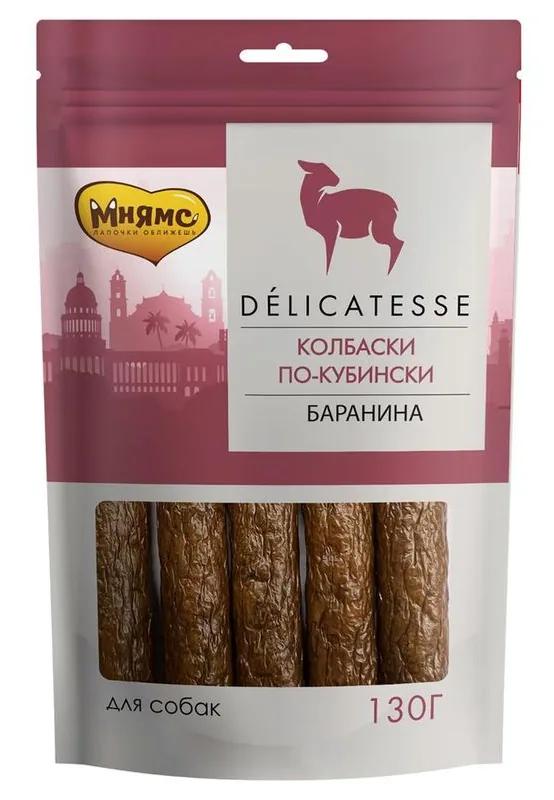 Мнямс
ЛАПОЧКИ ОБЛИЖЕШЬ
DÉLICATESSE
КОЛБАСКИ
ПО-КУБИНСКИ
БАРАНИНА
для собак
130Г